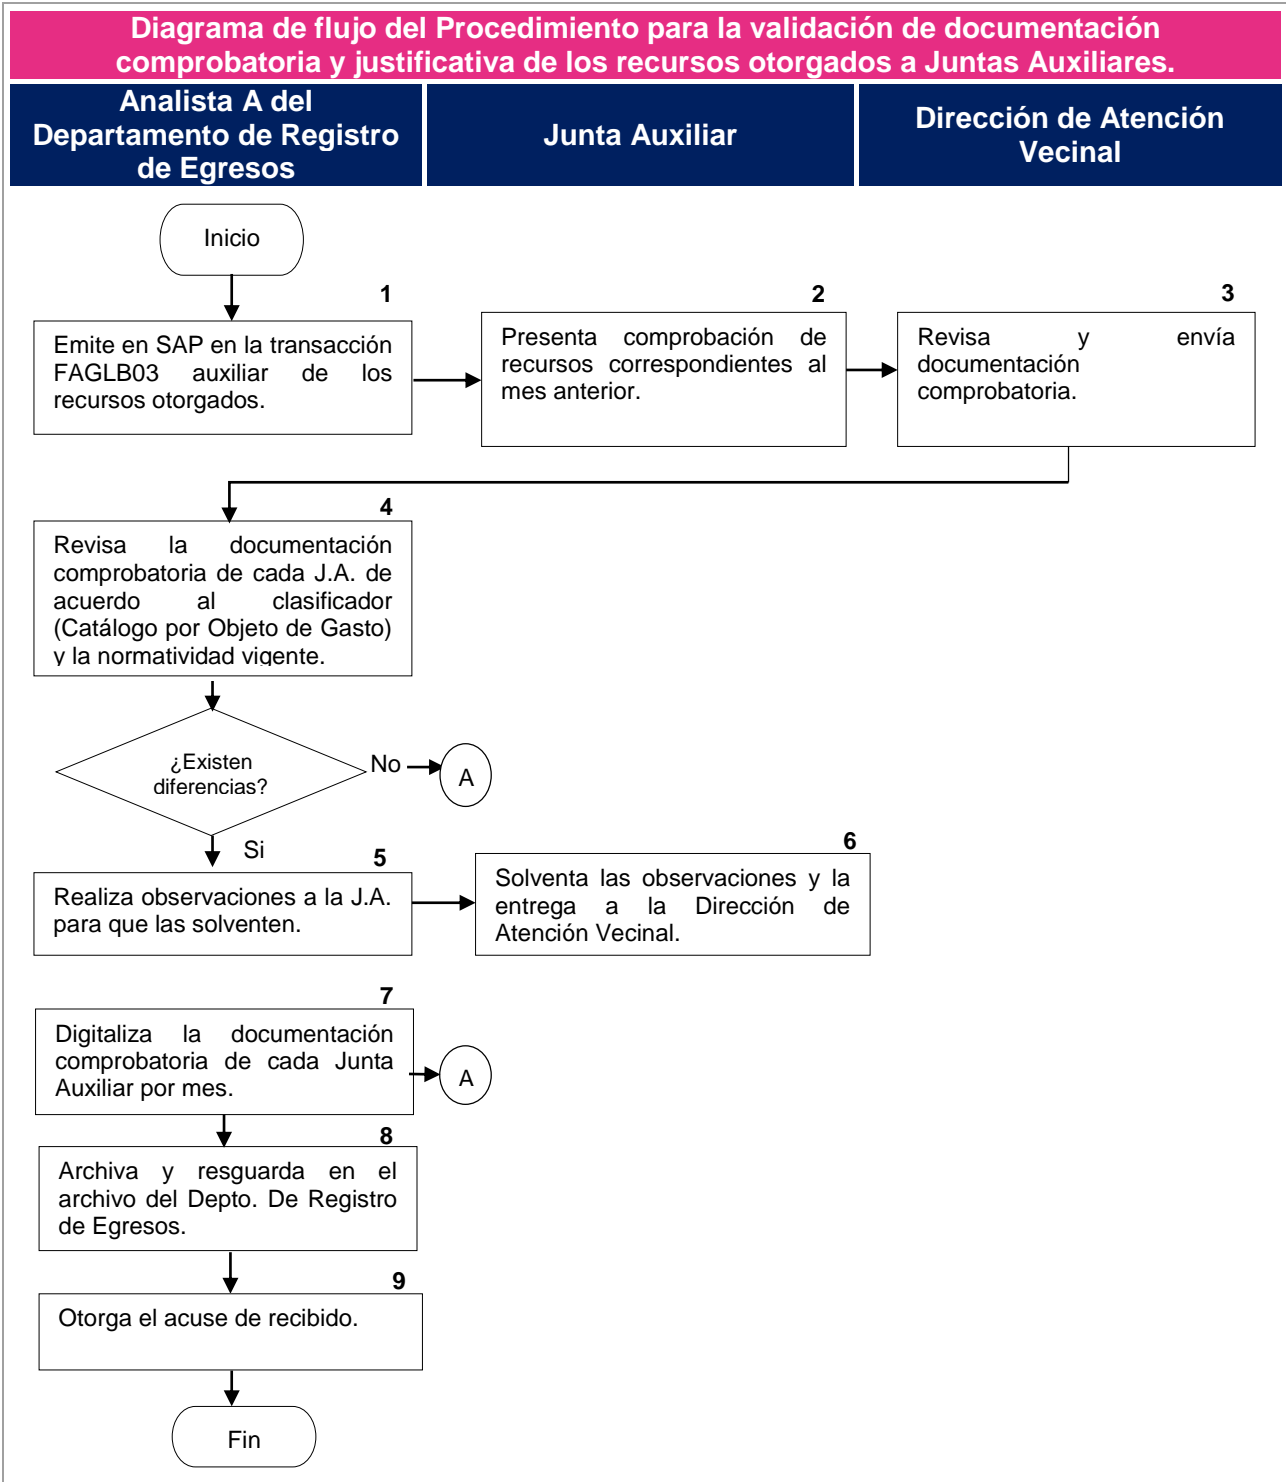 Diagrama de flujo del Procedimiento para la validación de documentación
comprobatoria y justificativa de los recursos otorgados a Juntas Auxiliares.
Analista A del
Departamento de Registro
de Egresos
Junta Auxiliar
Dirección de Atención
Vecinal
Inicio
1
Emite en SAP en la transacción
FAGLB03 auxiliar de los
recursos otorgados.
2
Presenta comprobación de
recursos correspondientes al
mes anterior.
3
Revisa y envía
documentación
comprobatoria.
4
Revisa la documentación
comprobatoria de cada J.A. de
acuerdo al clasificador
(Catálogo por Objeto de Gasto)
y la normatividad vigente.
¿Existen
diferencias?
No
A
Si
5
Realiza observaciones a la J.A.
para que las solventen.
6
Solventa las observaciones y la
entrega a la Dirección de
Atención Vecinal.
7
Digitaliza la documentación
comprobatoria de cada Junta
Auxiliar por mes.
A
8
Archiva y resguarda en el
archivo del Depto. De Registro
de Egresos.
9
Otorga el acuse de recibido.
Fin